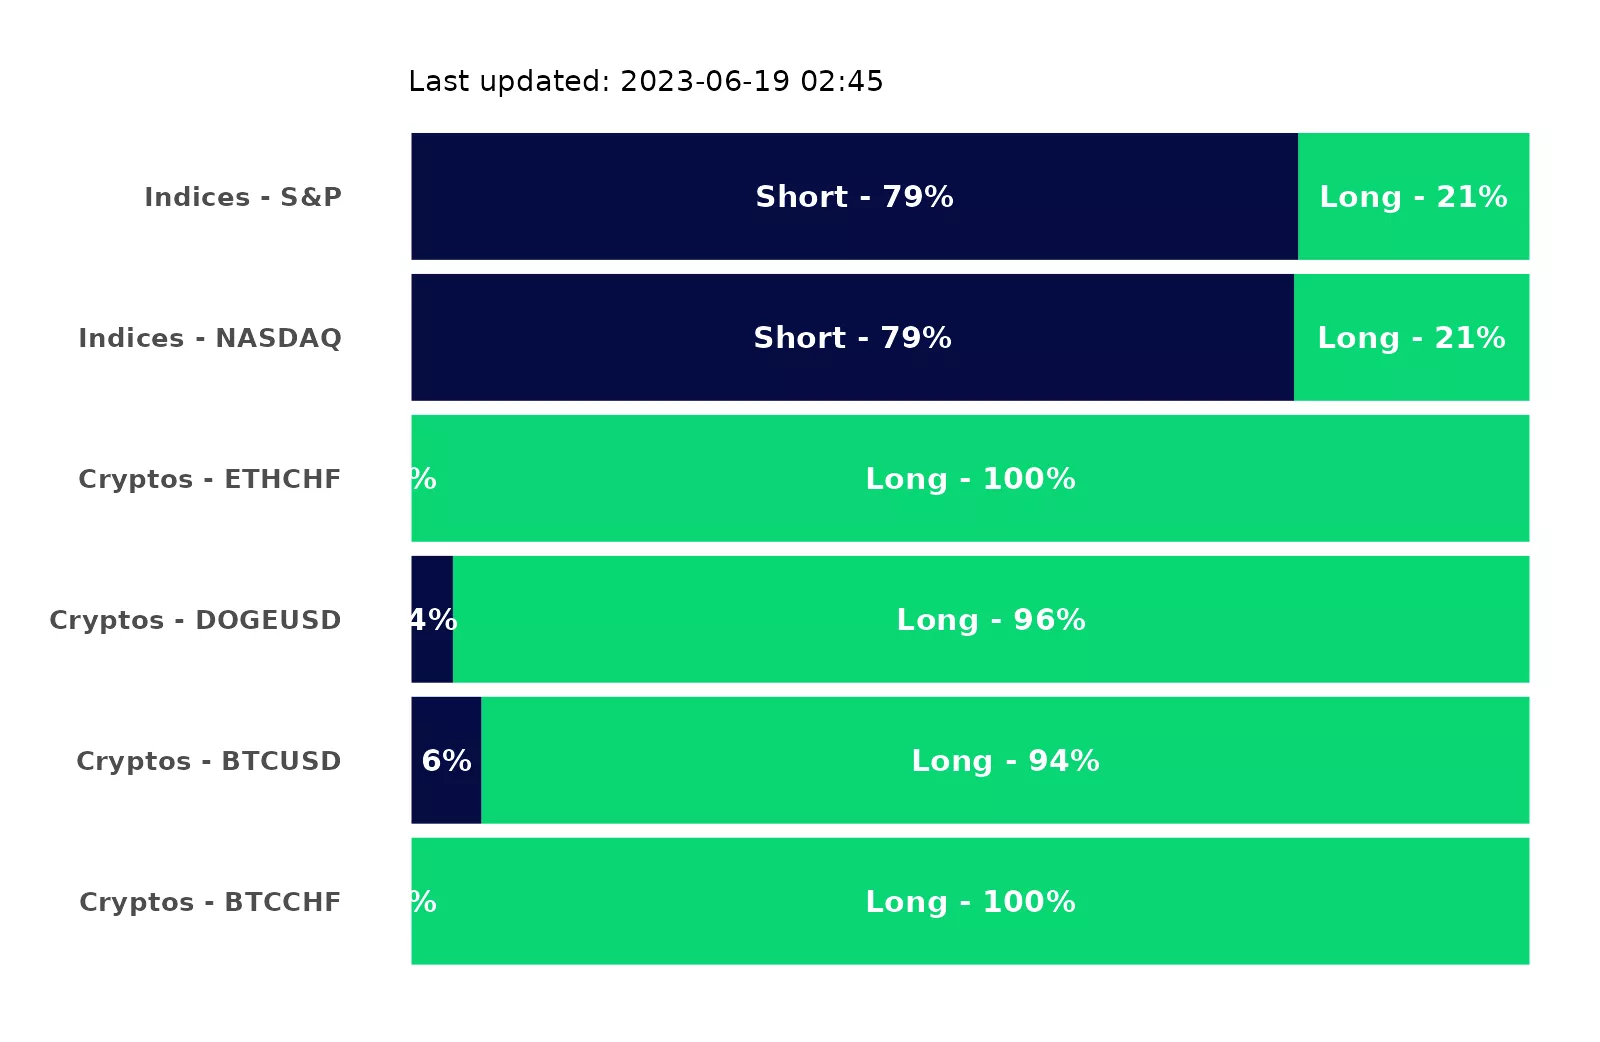 Last updated: 2023-06-19 02:45
Indices - S&P Short - 79% Long - 21%
Indices - NASDAQ Short - 79% Long - 21%
Cryptos - ETHCHF % Long - 100%
Cryptos - DOGEUSD 4% Long - 96%
Cryptos - BTCUSD 6% Long - 94%
Cryptos - BTCCHF % Long - 100%